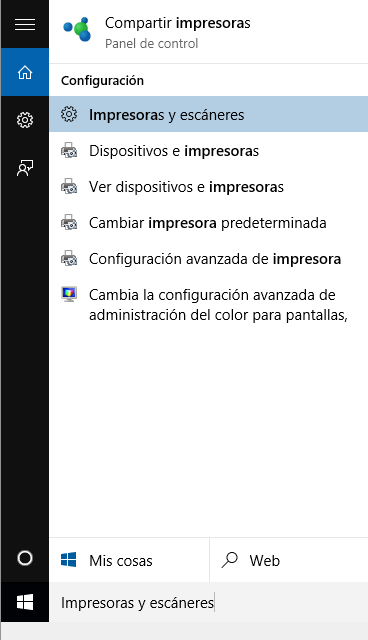 Compartir impresoras
Panel de control
Configuración
Impresoras y escáneres
Dispositivos e impresoras
Ver dispositivos e impresoras
Cambiar impresora predeterminada
Configuración avanzada de impresora
Cambia la configuración avanzada de
administración del color para pantallas,
Mis cosas
Web
Impresoras y escáneres